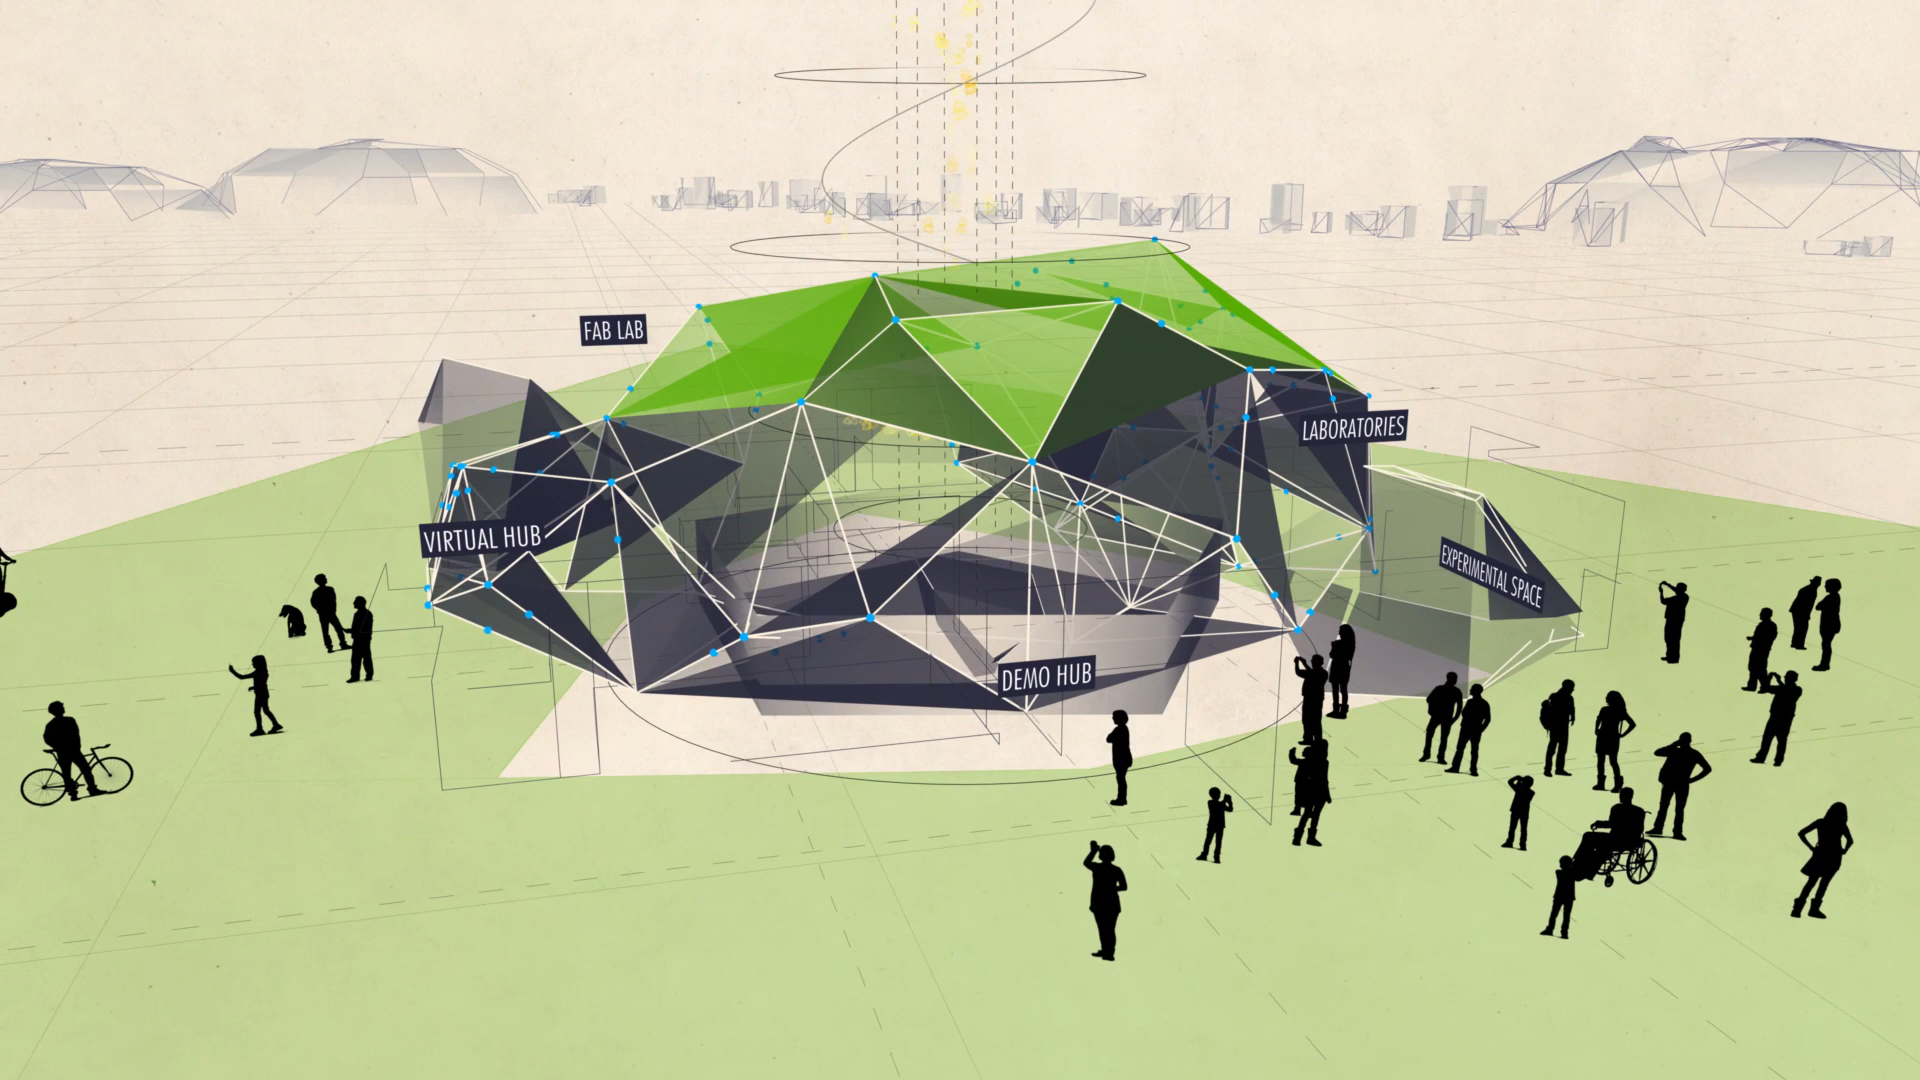 FAB LAB
LABORATORIES
VIRTUAL HUB
EXPERIMENTAL SPACE
DEMO HUB